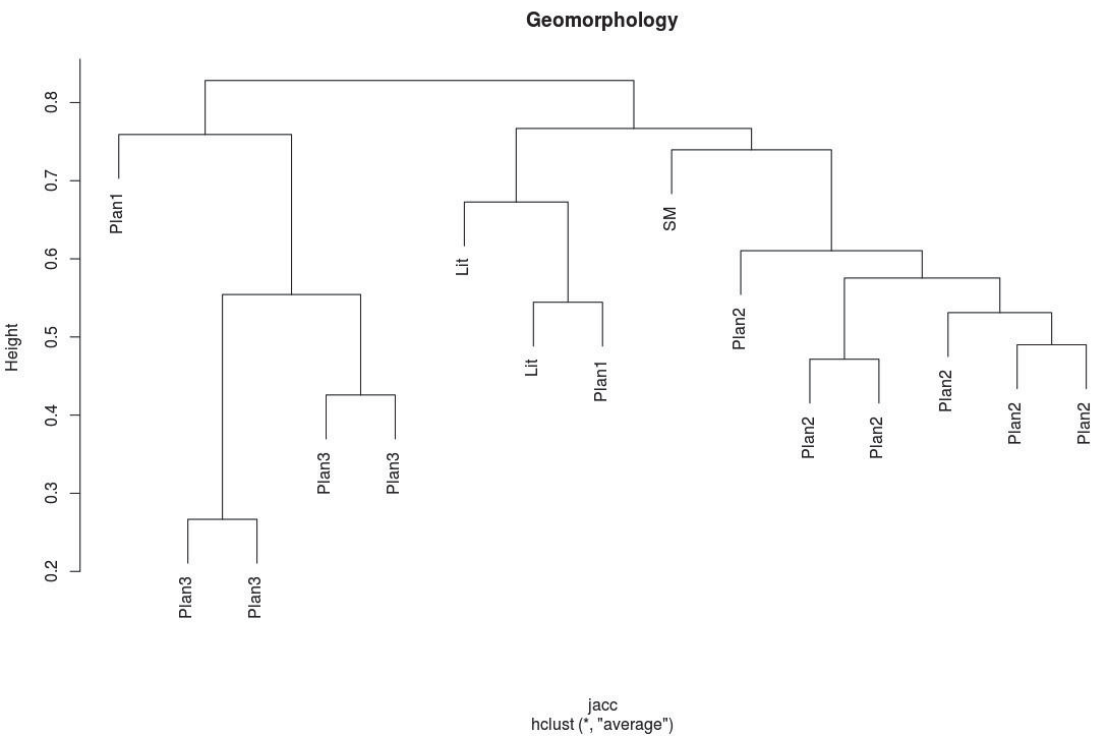 Geomorphology
Height
0.8
0.7
0.6
0.5
0.4
0.3
0.2
Plan1
Plan3
Plan3
Plan3
Plan3
Lit
Lit
Plan1
SM
Plan2
Plan2
Plan2
Plan2
Plan2
Plan2
jacc
hclust (*, "average")